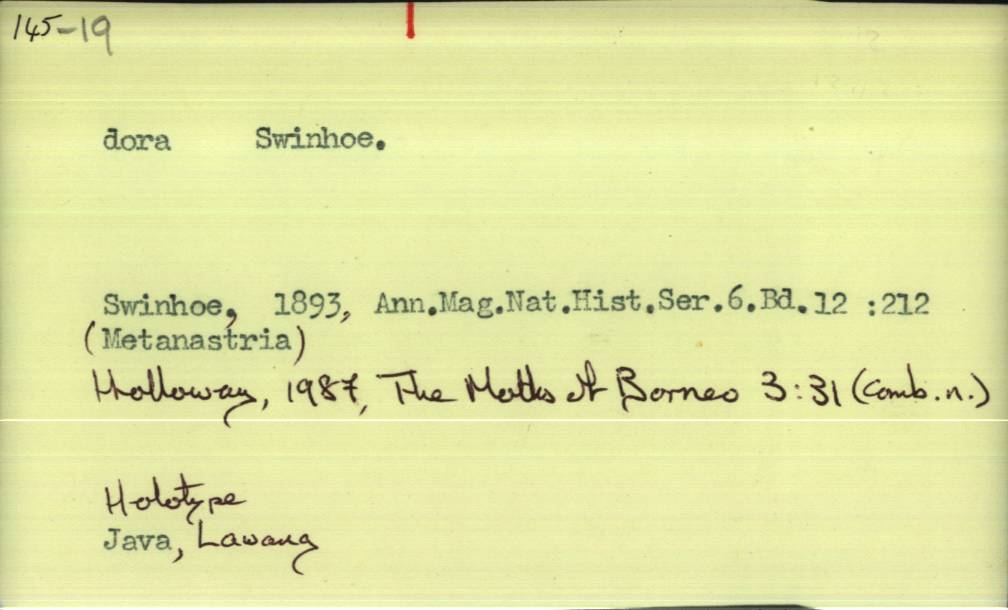 145-19
dora Swinhoe.
Swinhoe, 1893, Ann.Mag.Nat.Hist.Ser.6.Bd.12 :212
(Metanastria)
Holloway, 1987, The Moths of Borneo 3:31 (comb.n.)
Holotype
Java, Lawang